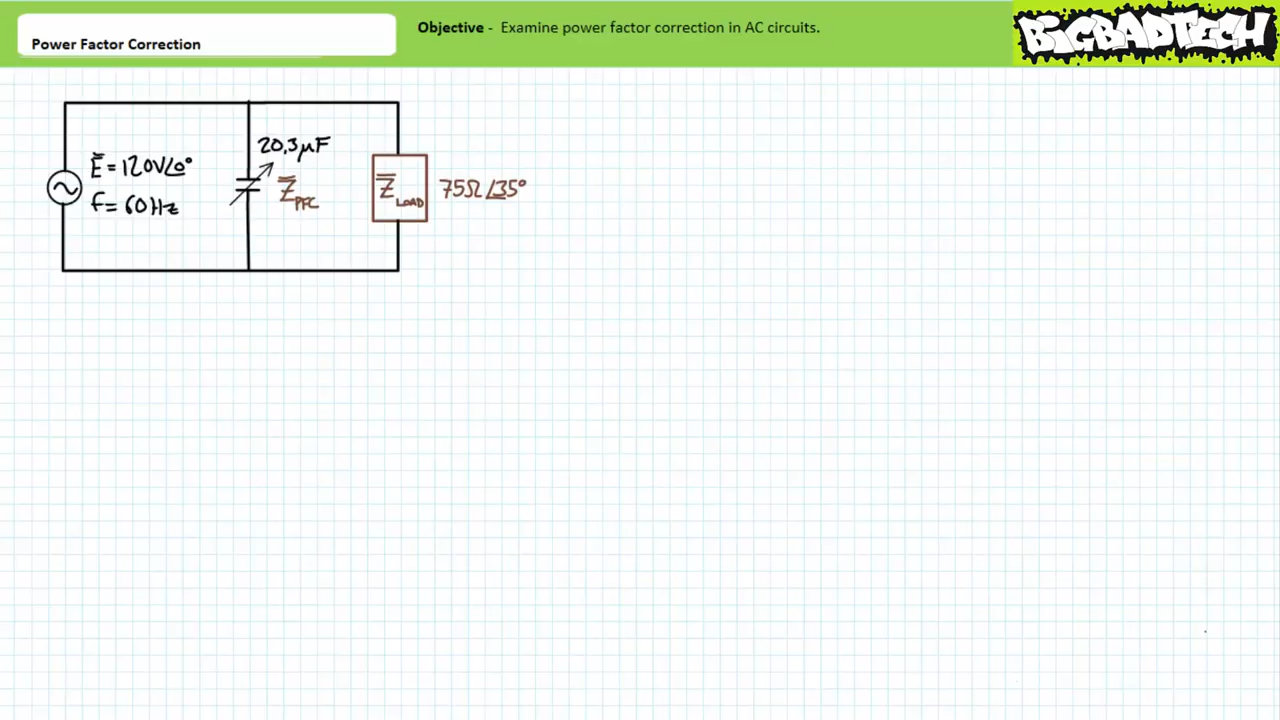 Power Factor Correction
Objective - Examine power factor correction in AC circuits.
BIGBADTECH
20.3µF
E̅ = 120V∠0°
f = 60Hz
Z̅PFC
Z̅LOAD
75Ω∠35°